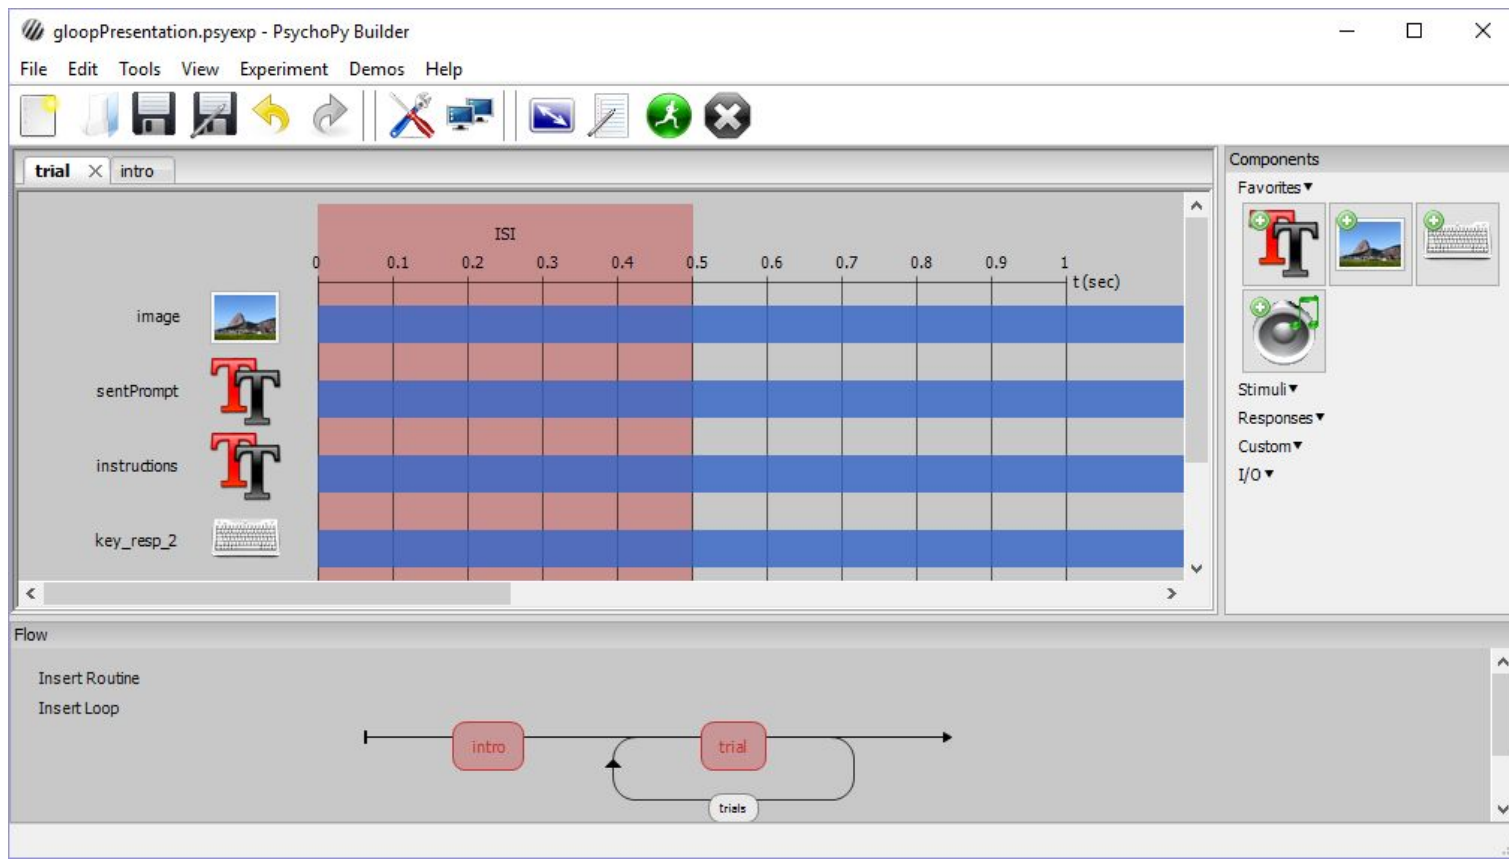 gloopPresentation.psyexp - PsychoPy Builder
File Edit Tools View Experiment Demos Help
trial intro
Components
Favorites
ISI
0 0.1 0.2 0.3 0.4 0.5 0.6 0.7 0.8 0.9 1
t (sec)
image
sentPrompt
instructions
key_resp_2
Stimuli
Responses
Custom
I/O
Flow
Insert Routine
Insert Loop
intro trial
trials